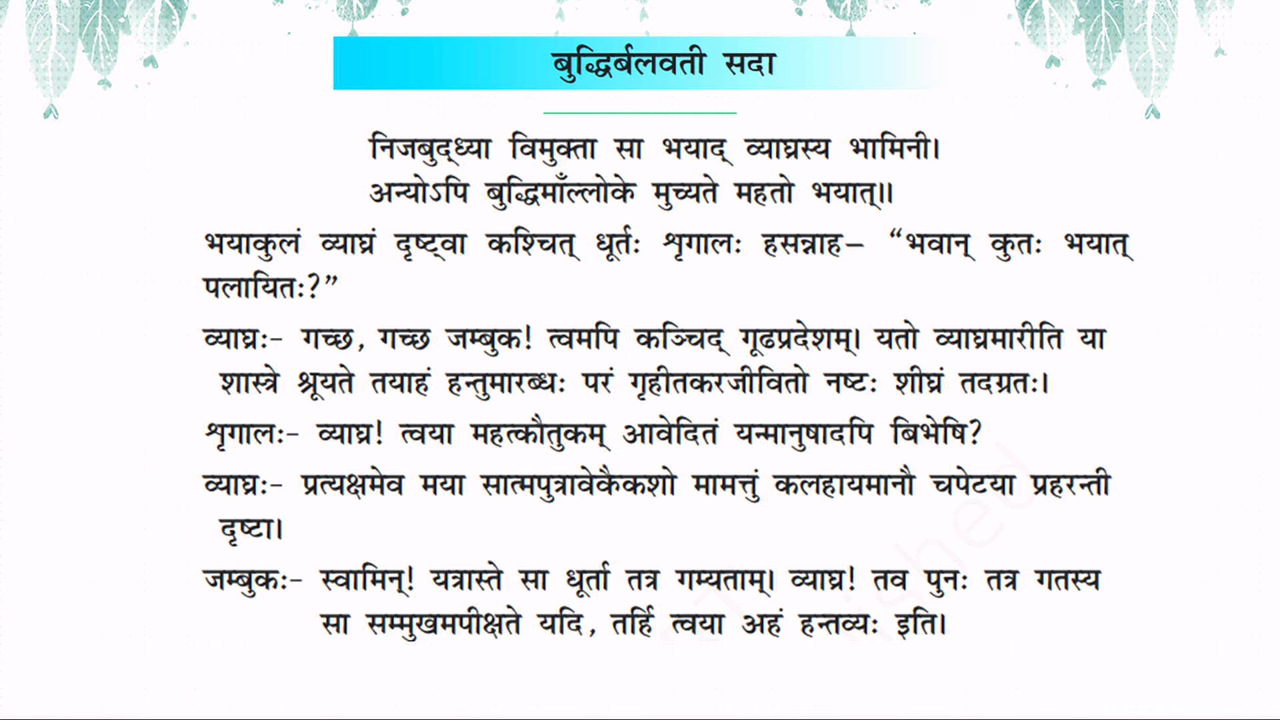 बुद्धिर्बलवती सदा
निजबुद्ध्या विमुक्ता सा भयाद् व्याघ्रस्य भामिनी।
अन्योऽपि बुद्धिमाँल्लोके मुच्यते महतो भयात्॥
भयाकुलं व्याघ्रं दृष्ट्वा कश्चित् धूर्तः शृगालः हसन्नाह– “भवान् कुतः भयात्
पलायितः?”
व्याघ्रः- गच्छ, गच्छ जम्बुक! त्वमपि कञ्चिद् गूढप्रदेशम्। यतो व्याघ्रमारीति या
शास्त्रे श्रूयते तयाहं हन्तुमारब्धः परं गृहीतकरजीवितो नष्टः शीघ्रं तदग्रतः।
शृगालः- व्याघ्र! त्वया महत्कौतुकम् आवेदितं यन्मानुषादपि बिभेषि?
व्याघ्रः- प्रत्यक्षमेव मया सात्मपुत्रावेकैकशो मामत्तुं कलहायमानौ चपेटया प्रहरन्ती
दृष्टा।
जम्बुकः- स्वामिन्! यत्रास्ते सा धूर्ता तत्र गम्यताम्। व्याघ्र! तव पुनः तत्र गतस्य
सा सम्मुखमपीक्षते यदि, तर्हि त्वया अहं हन्तव्यः इति।